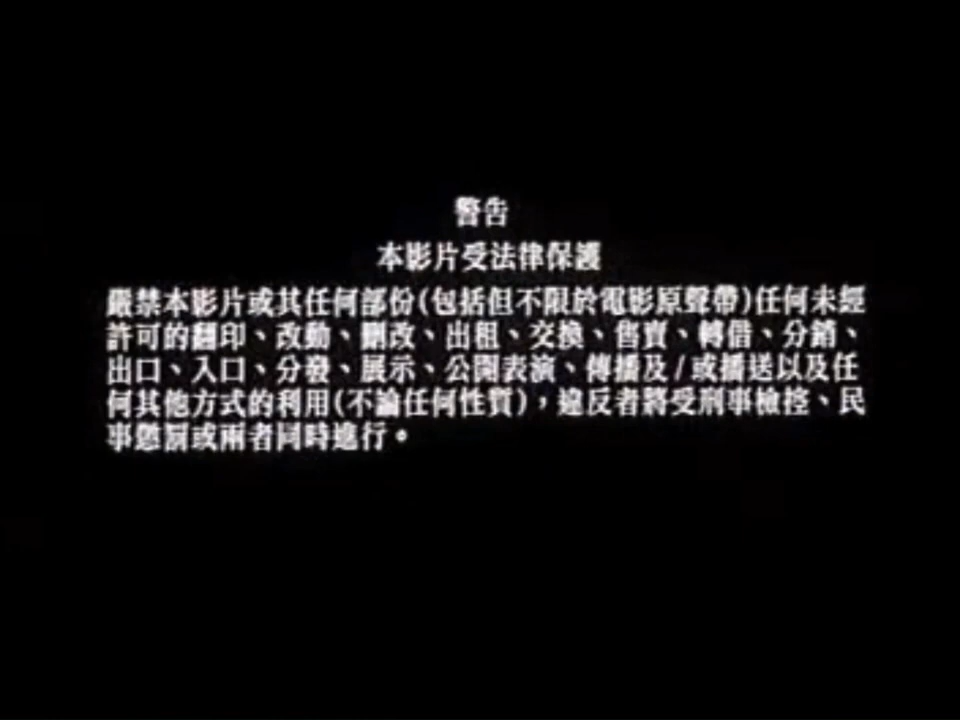 警告
本影片受法律保護
嚴禁本影片或其任何部份(包括但不限於電影原聲帶)任何未經
許可的翻印、改動、刪改、出租、交換、售賣、轉借、分銷、
出口、入口、分發、展示、公開表演、傳播及/或播送以及任
何其他方式的利用(不論任何性質)，違反者將受刑事檢控、民
事懲罰或兩者同時進行。